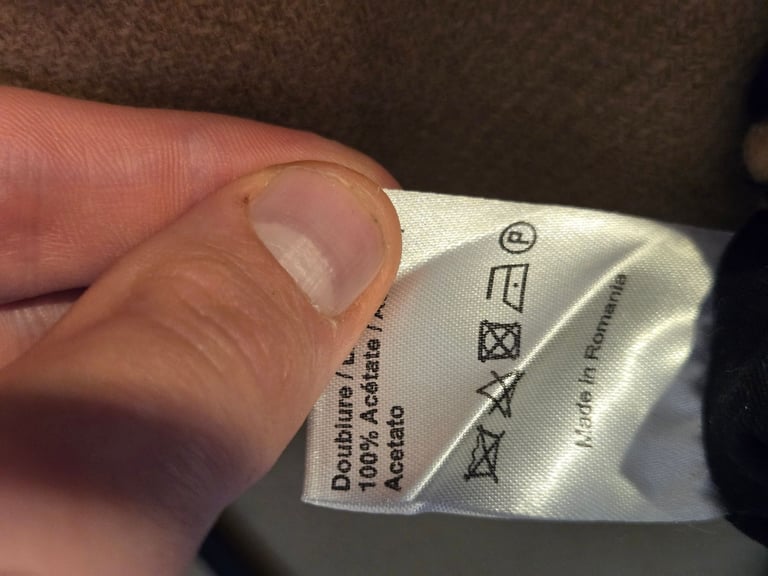 Doublure /
100% Acétate /
Acetato
P
Made in Romania